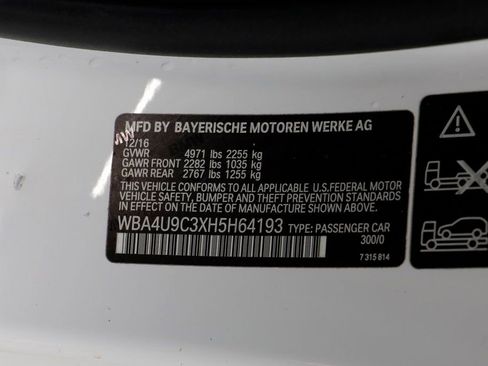 MFD BY BAYERISCHE MOTOREN WERKE AG
12/16
GVWR 4971 lbs 2255 kg
GAWR FRONT 2282 lbs 1035 kg
GAWR REAR 2767 lbs 1255 kg
THIS VEHICLE CONFORMS TO ALL APPLICABLE U.S.FEDERAL MOTOR
VEHICLE SAFETY, BUMPER AND THEFT PREVENTION STANDARDS
IN EFFECT ON THE DATE OF MANUFACTURE SHOWN ABOVE.
WBA4U9C3XH5H64193 TYPE: PASSENGER CAR
300/0
7 315 814